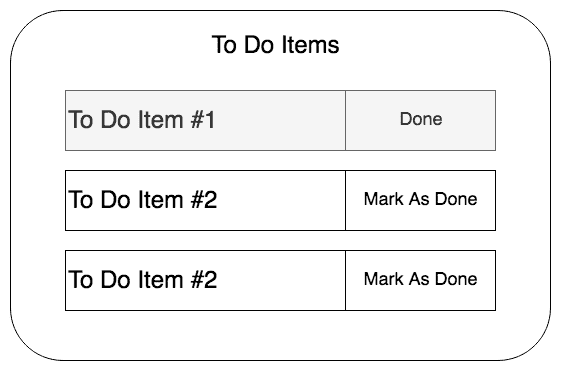 To Do Items
To Do Item #1
Done
To Do Item #2
Mark As Done
To Do Item #2
Mark As Done